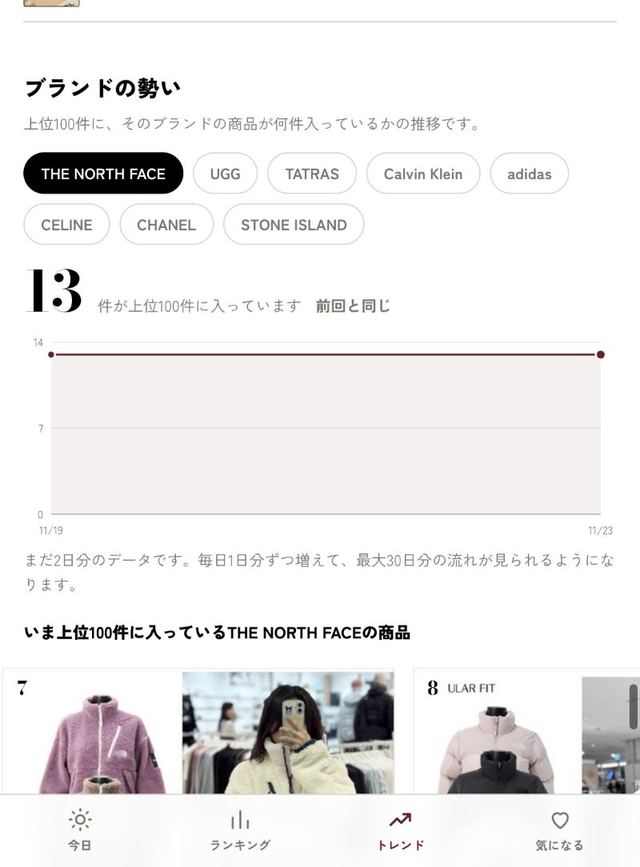 ブランドの勢い
上位100件に、そのブランドの商品が何件入っているかの推移です。
THE NORTH FACE
UGG
TATRAS
Calvin Klein
adidas
CELINE
CHANEL
STONE ISLAND
13 件が上位100件に入っています 前回と同じ
14
7
0
11/19
11/23
まだ2日分のデータです。毎日1日分ずつ増えて、最大30日分の流れが見られるようにな
ります。
いま上位100件に入っているTHE NORTH FACEの商品
7
8
ULAR FIT
今日
ランキング
トレンド
気になる